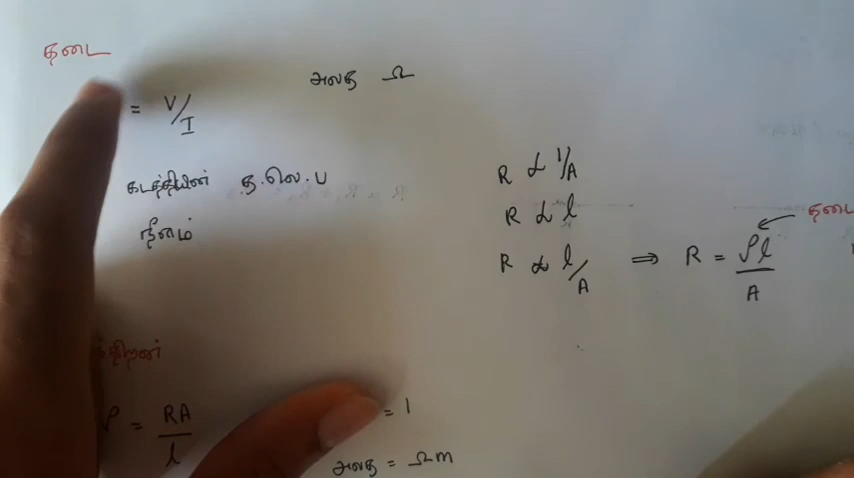 தடை
= V/I
அலகு Ω
கடத்தியின் த.வெ.ப
நீளம்
R ∝ 1/A
R ∝ l
R ∝ l/A ⟹ R = ρl/A
தடை
ρ = RA/l
= 1
அலகு = Ωm